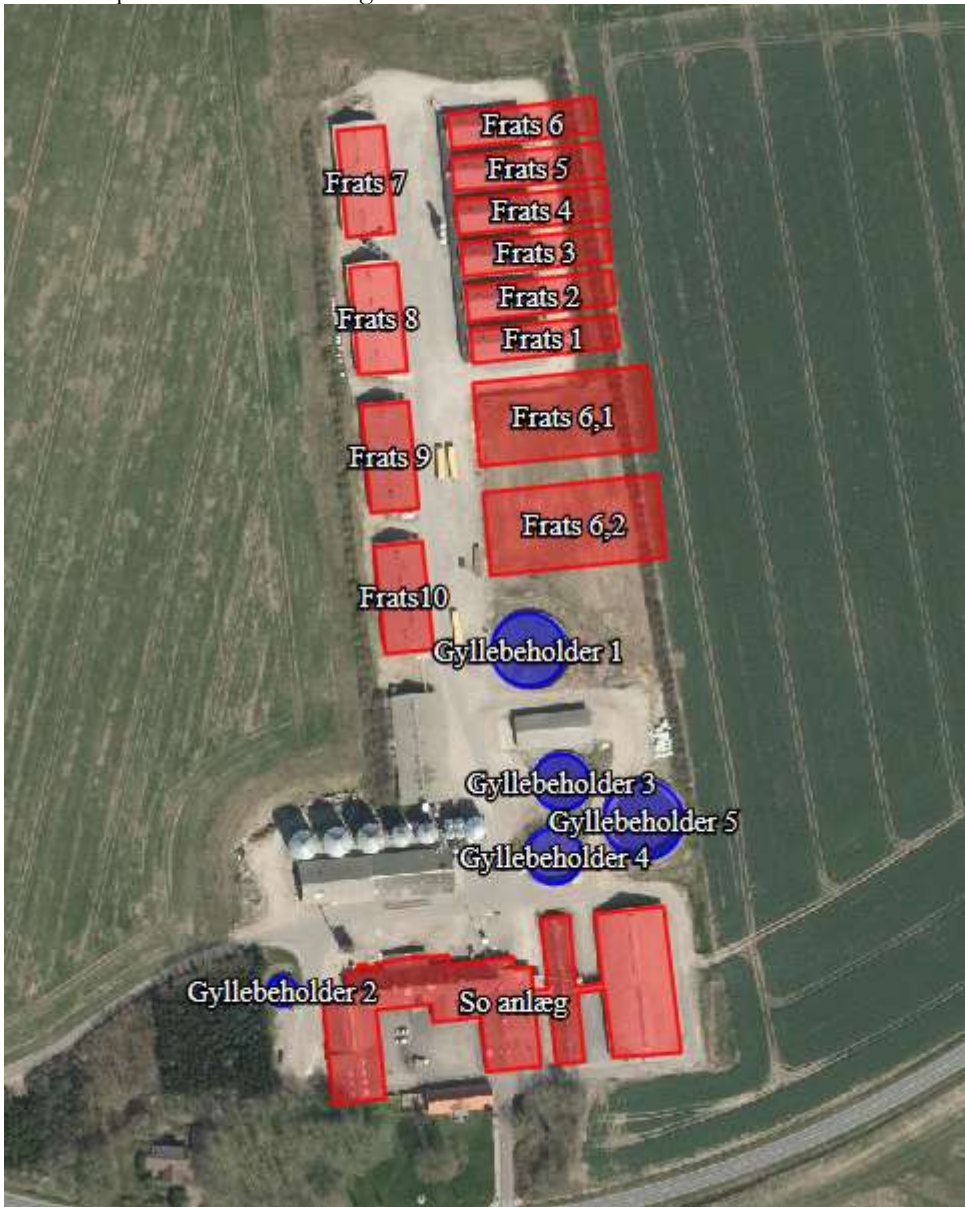 Frats 6
Frats 7
Frats 5
Frats 4
Frats 3
Frats 2
Frats 8
Frats 1
Frats 6,1
Frats 9
Frats 6,2
Frats10
Gyllebeholder 1
Gyllebeholder 3
Gyllebeholder 5
Gyllebeholder 4
Gyllebeholder 2
So anlæg